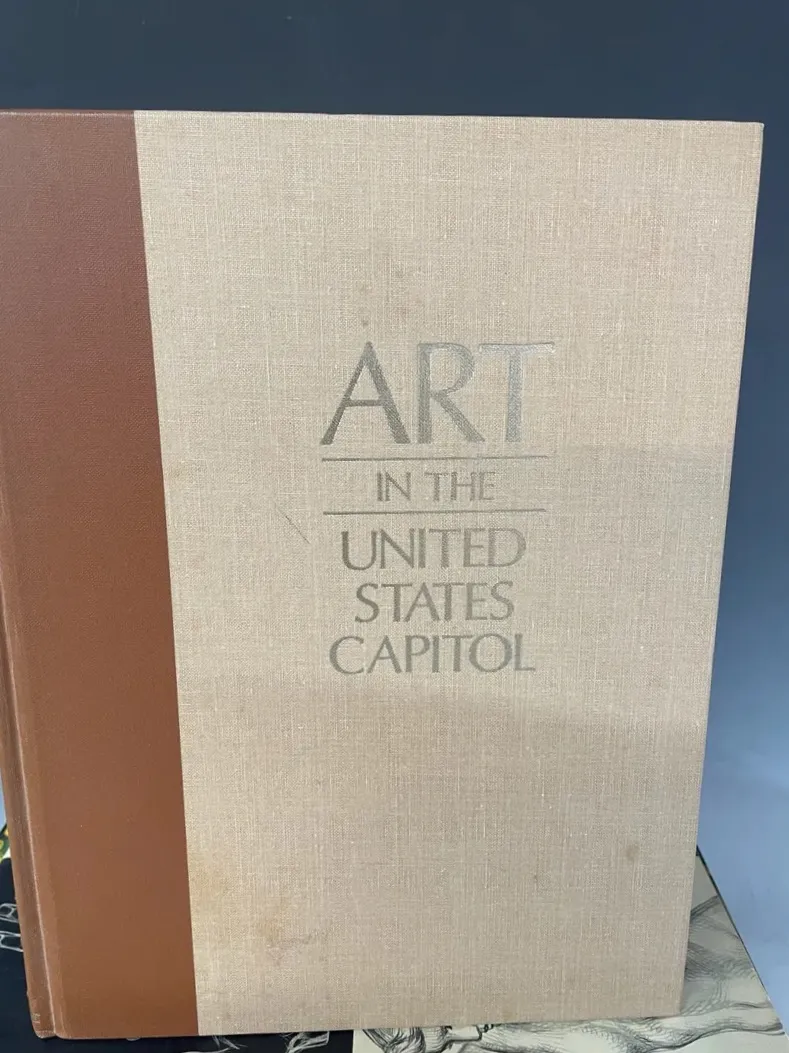 ART
IN THE
UNITED
STATES
CAPITOL